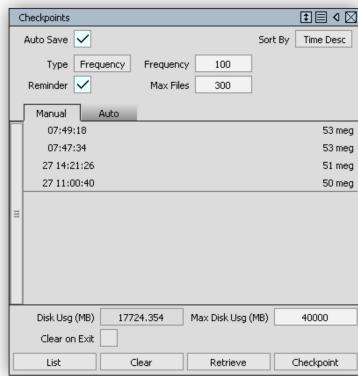 Checkpoints
Auto Save Sort By Time Desc
Type Frequency Frequency 100
Reminder Max Files 300
Manual Auto
07:49:18 53 meg
07:47:34 53 meg
27 14:21:26 51 meg
27 11:00:40 50 meg
Disk Usg (MB) 17724.354 Max Disk Usg (MB) 40000
Clear on Exit
List Clear Retrieve Checkpoint